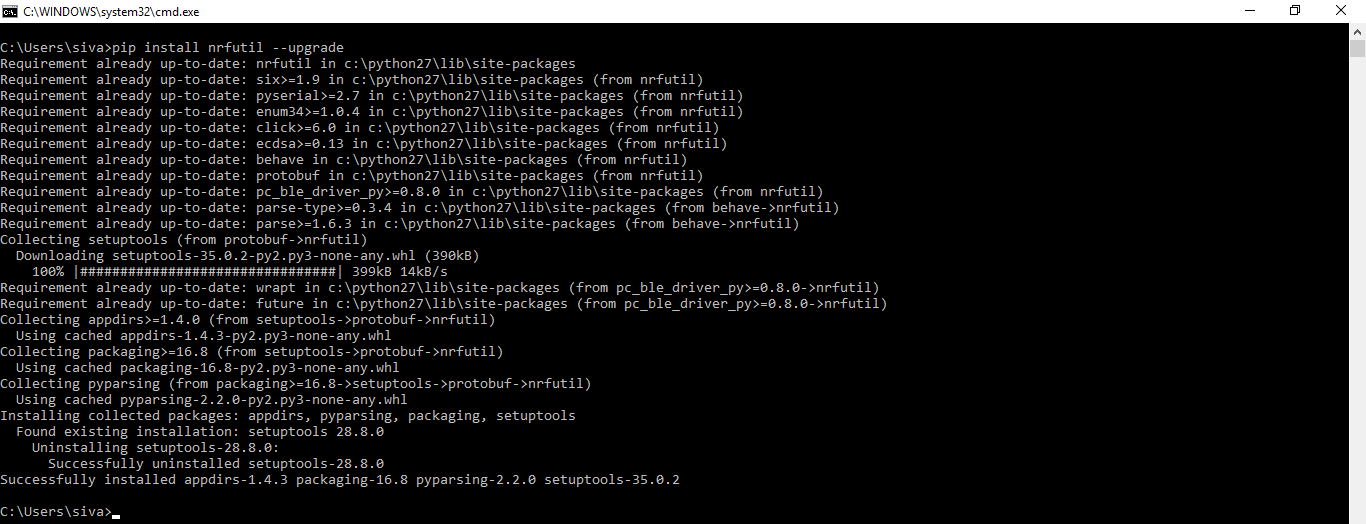 C:\WINDOWS\system32\cmd.exe
C:\Users\siva>pip install nrfutil --upgrade
Requirement already up-to-date: nrfutil in c:\python27\lib\site-packages
Requirement already up-to-date: six>=1.9 in c:\python27\lib\site-packages (from nrfutil)
Requirement already up-to-date: pyserial>=2.7 in c:\python27\lib\site-packages (from nrfutil)
Requirement already up-to-date: enum34>=1.0.4 in c:\python27\lib\site-packages (from nrfutil)
Requirement already up-to-date: click>=6.0 in c:\python27\lib\site-packages (from nrfutil)
Requirement already up-to-date: ecdsa>=0.13 in c:\python27\lib\site-packages (from nrfutil)
Requirement already up-to-date: behave in c:\python27\lib\site-packages (from nrfutil)
Requirement already up-to-date: protobuf in c:\python27\lib\site-packages (from nrfutil)
Requirement already up-to-date: pc_ble_driver_py>=0.8.0 in c:\python27\lib\site-packages (from nrfutil)
Requirement already up-to-date: parse-type>=0.3.4 in c:\python27\lib\site-packages (from behave->nrfutil)
Requirement already up-to-date: parse>=1.6.3 in c:\python27\lib\site-packages (from behave->nrfutil)
Collecting setuptools (from protobuf->nrfutil)
  Downloading setuptools-35.0.2-py2.py3-none-any.whl (390kB)
    100% |################################| 399kB 14kB/s
Requirement already up-to-date: wrapt in c:\python27\lib\site-packages (from pc_ble_driver_py>=0.8.0->nrfutil)
Requirement already up-to-date: future in c:\python27\lib\site-packages (from pc_ble_driver_py>=0.8.0->nrfutil)
Collecting appdirs>=1.4.0 (from setuptools->protobuf->nrfutil)
  Using cached appdirs-1.4.3-py2.py3-none-any.whl
Collecting packaging>=16.8 (from setuptools->protobuf->nrfutil)
  Using cached packaging-16.8-py2.py3-none-any.whl
Collecting pyparsing (from packaging>=16.8->setuptools->protobuf->nrfutil)
  Using cached pyparsing-2.2.0-py2.py3-none-any.whl
Installing collected packages: appdirs, pyparsing, packaging, setuptools
  Found existing installation: setuptools 28.8.0
    Uninstalling setuptools-28.8.0:
      Successfully uninstalled setuptools-28.8.0
Successfully installed appdirs-1.4.3 packaging-16.8 pyparsing-2.2.0 setuptools-35.0.2
C:\Users\siva>